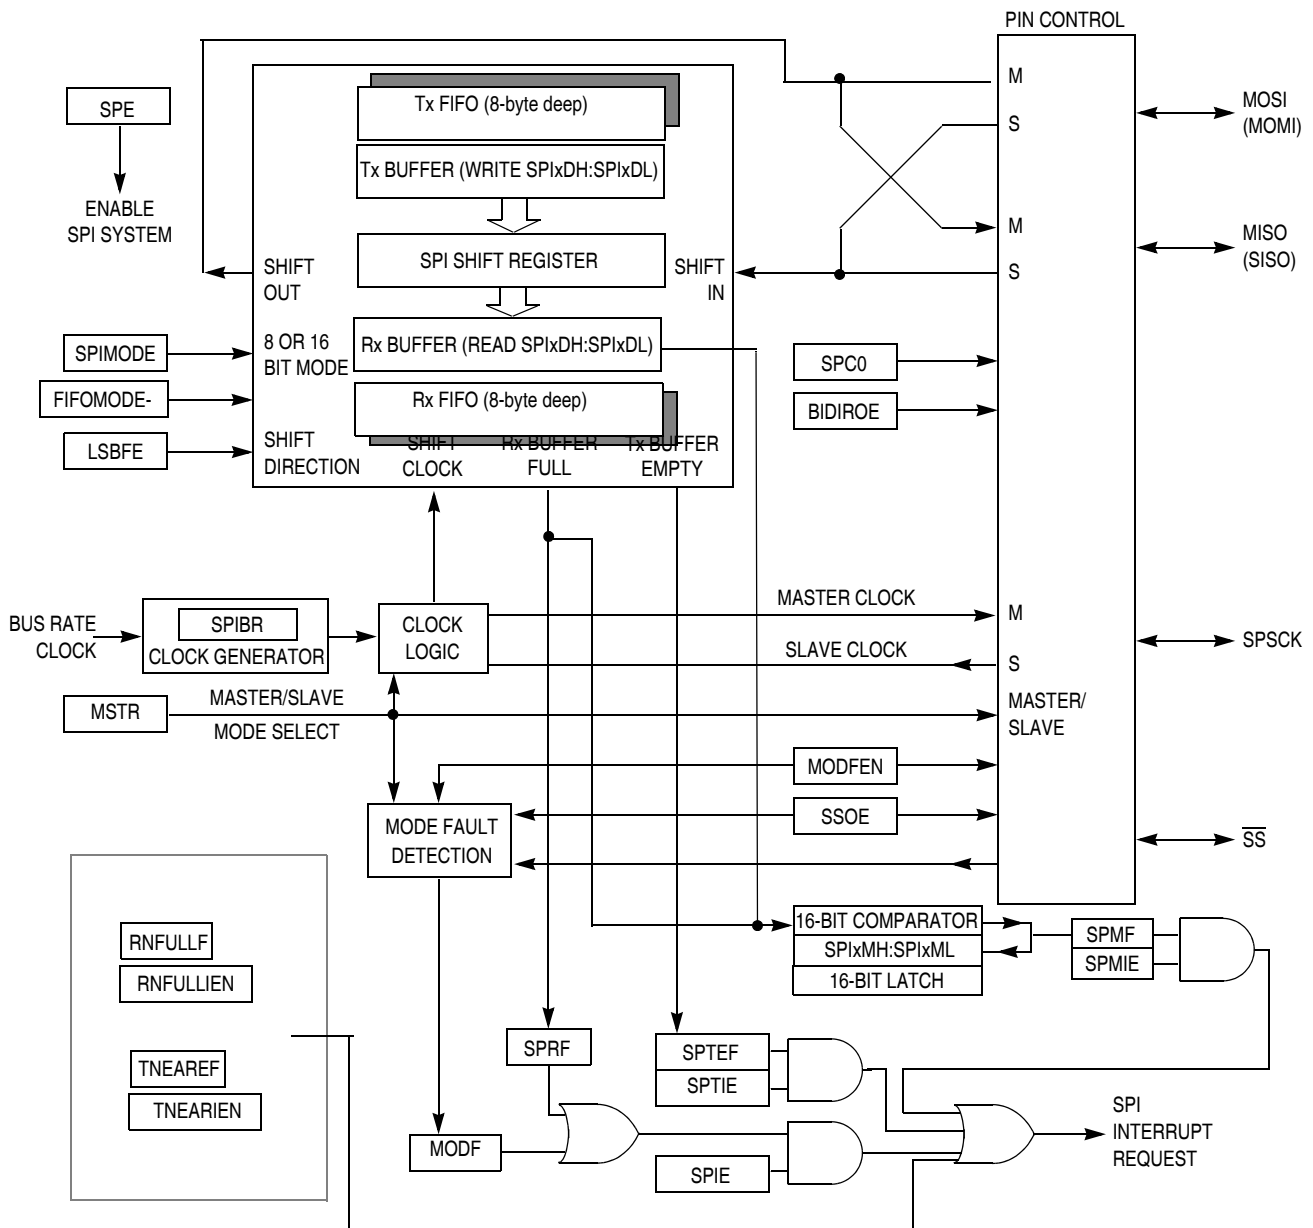 PIN CONTROL
M
Tx FIFO (8-byte deep)
SPE
MOSI
(MOMI)
S
Tx BUFFER (WRITE SPIxDH:SPIxDL)
ENABLE
SPI SYSTEM
M
MISO
(SISO)
SHIFT
OUT
SPI SHIFT REGISTER
SHIFT
IN
S
SPIMODE
8 OR 16
BIT MODE
Rx BUFFER (READ SPIxDH:SPIxDL)
SPC0
FIFOMODE-
Rx FIFO (8-byte deep)
BIDIROE
LSBFE
SHIFT
DIRECTION
SHIFT
CLOCK
Rx BUFFER
FULL
Tx BUFFER
EMPTY
MASTER CLOCK
M
BUS RATE
CLOCK
SPIBR
CLOCK GENERATOR
CLOCK
LOGIC
SLAVE CLOCK
S
SPSCK
MSTR
MASTER/SLAVE
MODE SELECT
MASTER/
SLAVE
MODFEN
MODE FAULT
DETECTION
SSOE
SS
16-BIT COMPARATOR
SPIxMH:SPIxML
16-BIT LATCH
SPMF
SPMIE
RNFULLF
RNFULLIEN
SPRF
SPTEF
SPTIE
TNEAREF
TNEARIEN
MODF
SPIE
SPI
INTERRUPT
REQUEST